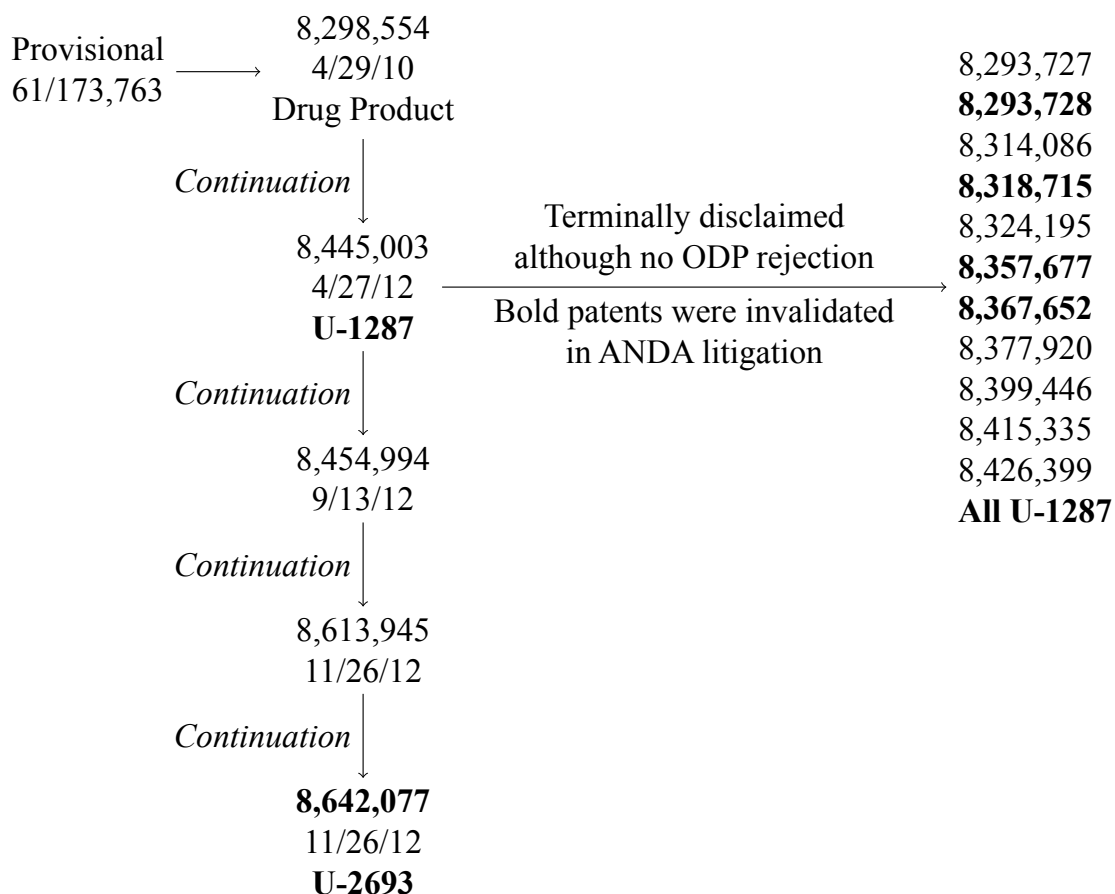 Provisional
61/173,763
8,298,554
4/29/10
Drug Product
Continuation
8,445,003
4/27/12
U-1287
Terminally disclaimed
although no ODP rejection
Bold patents were invalidated
in ANDA litigation
8,293,727
8,293,728
8,314,086
8,318,715
8,324,195
8,357,677
8,367,652
8,377,920
8,399,446
8,415,335
8,426,399
All U-1287
Continuation
8,454,994
9/13/12
Continuation
8,613,945
11/26/12
Continuation
8,642,077
11/26/12
U-2693